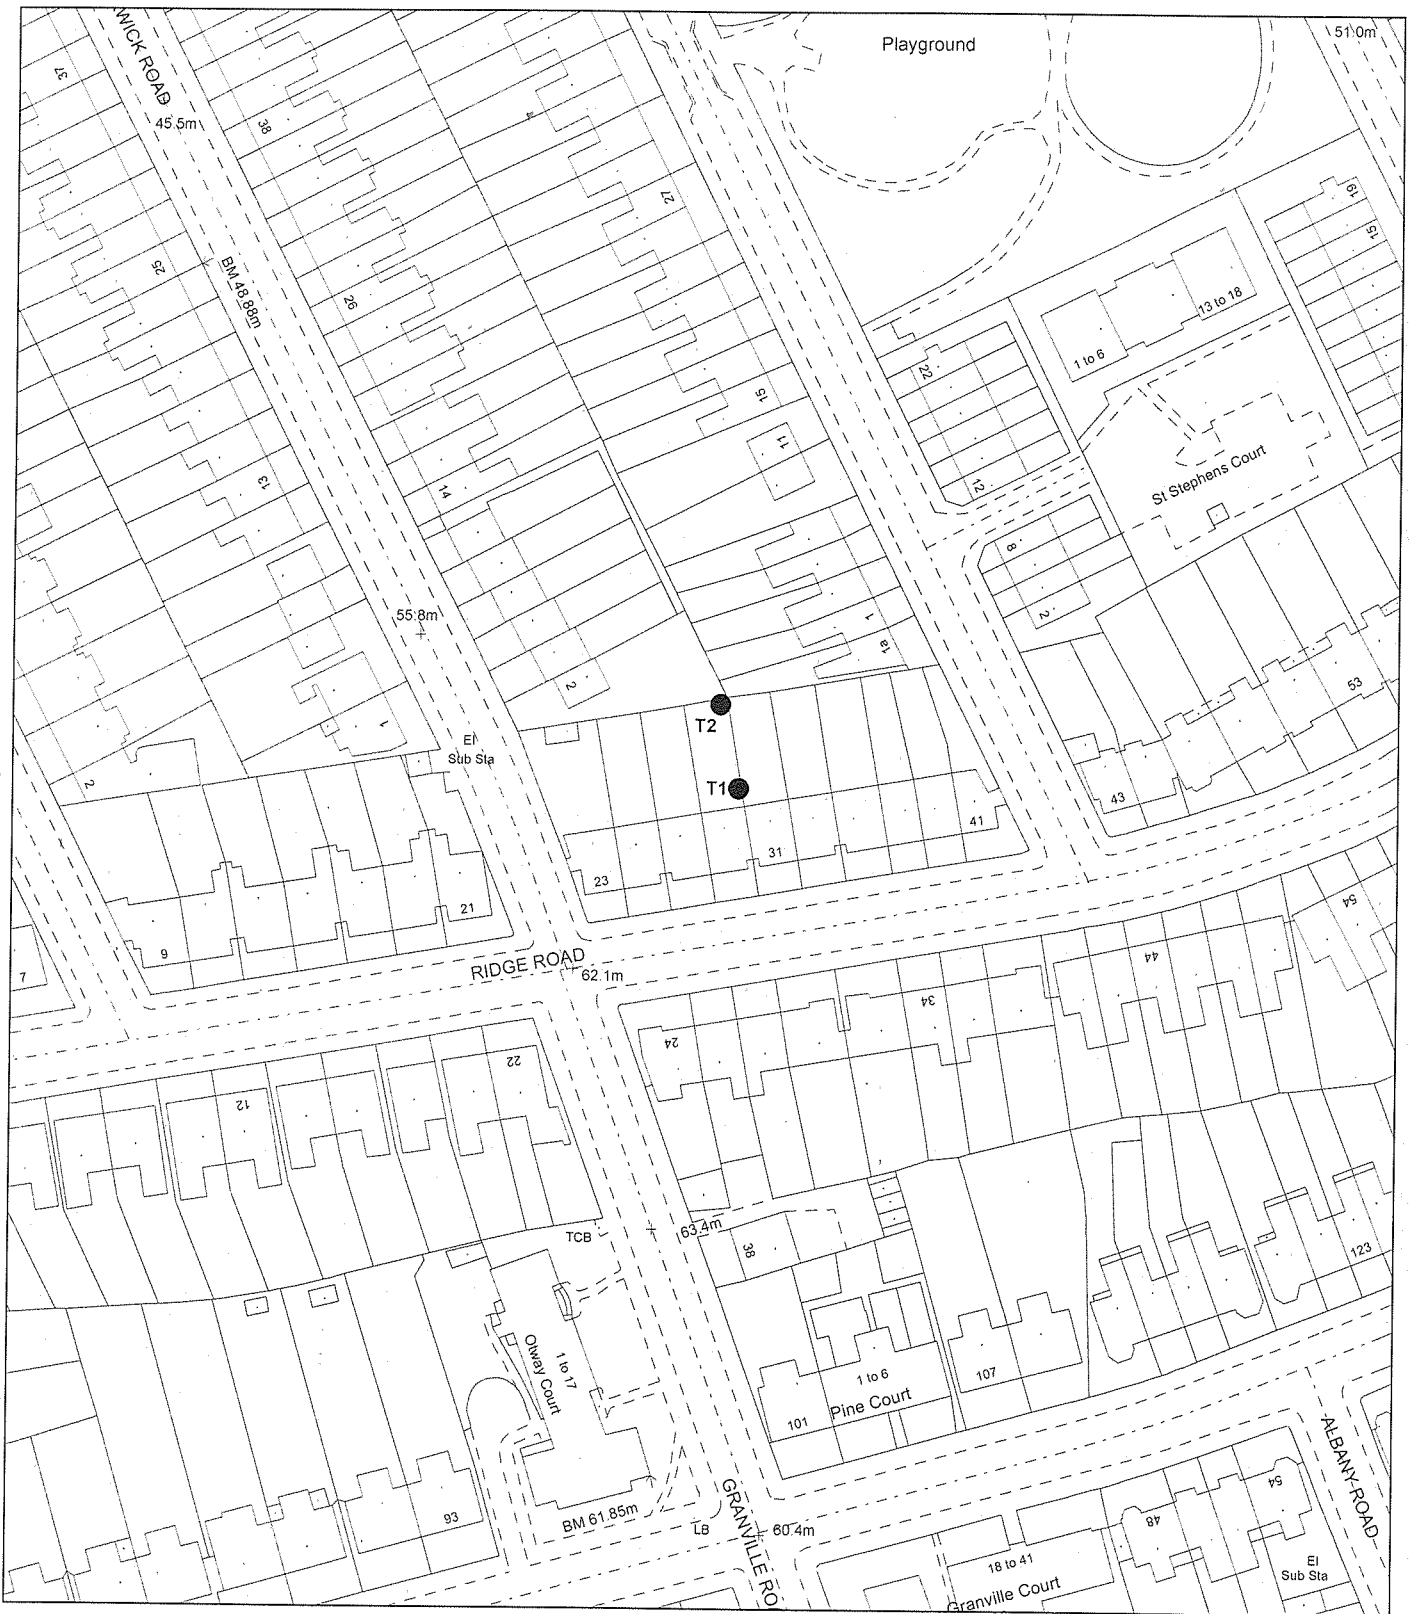 WICK ROAD
Playground
51.0m
37
45.5m
38
27
19
15
25
BM 48.88m
26
13 to 18
1 to 6
22
15
11
14
13
12
St Stephens Court
8
2
55.8m
1
1a
2
53
T2
1
El
Sub Sta
2
T1
43
41
31
23
21
9
7
RIDGE ROAD
62.1m
54
44
34
24
22
12
TCB
63.4m
38
123
Otway Court
1 to 17
107
1 to 6
Pine Court
101
93
BM 61.85m
LB
GRANVILLE RO
60.4m
ALBANY ROAD
54
48
18 to 41
Granville Court
El
Sub Sta